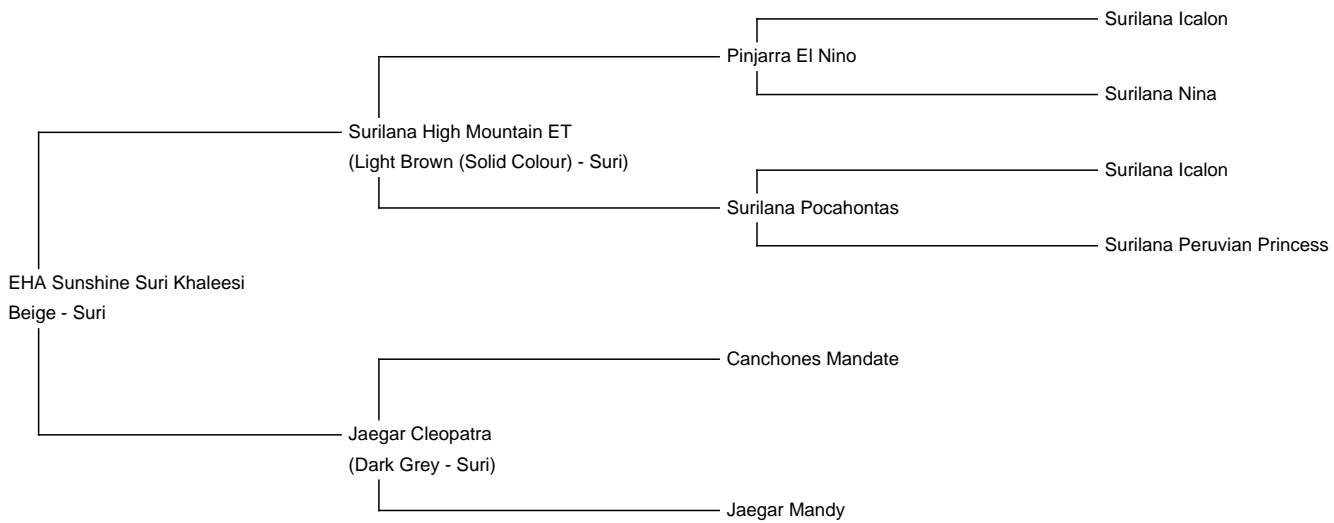 Surilana Icalon
Pinjarra El Nino
Surilana Nina
Surilana High Mountain ET
(Light Brown (Solid Colour) - Suri)
Surilana Icalon
Surilana Pocahontas
Surilana Peruvian Princess
EHA Sunshine Suri Khaleesi
Beige - Suri
Canchones Mandate
Jaegar Cleopatra
(Dark Grey - Suri)
Jaegar Mandy